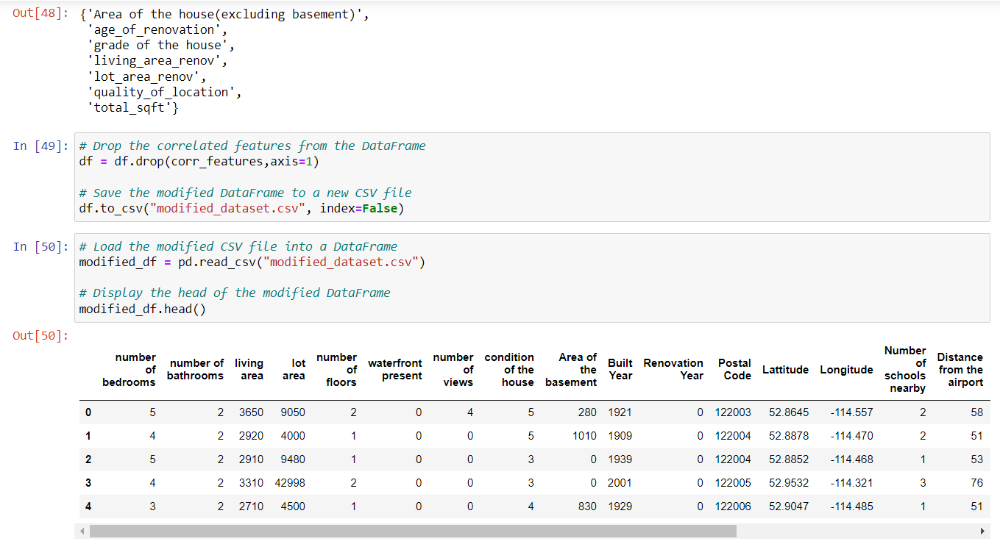 Out[48]: {'Area of the house(excluding basement)',
'age_of_renovation',
'grade of the house',
'living_area_renov',
'lot_area_renov',
'quality_of_location',
'total_sqft'}
In [49]: # Drop the correlated features from the DataFrame
df = df.drop(corr_features,axis=1)
# Save the modified DataFrame to a new CSV file
df.to_csv("modified_dataset.csv", index=False)
In [50]: # Load the modified CSV file into a DataFrame
modified_df = pd.read_csv("modified_dataset.csv")
# Display the head of the modified DataFrame
modified_df.head()
Out[50]:
number of bedrooms number of bathrooms living area lot area number of floors waterfront present number of views condition of the house Area of the basement Built Year Renovation Year Postal Code Lattitude Longitude Number of schools nearby Distance from the airport
0 5 2 3650 9050 2 0 4 5 280 1921 0 122003 52.8645 -114.557 2 58
1 4 2 2920 4000 1 0 0 5 1010 1909 0 122004 52.8878 -114.470 2 51
2 5 2 2910 9480 1 0 0 3 0 1939 0 122004 52.8852 -114.468 1 53
3 4 2 3310 42998 2 0 0 3 0 2001 0 122005 52.9532 -114.321 3 76
4 3 2 2710 4500 1 0 0 4 830 1929 0 122006 52.9047 -114.485 1 51